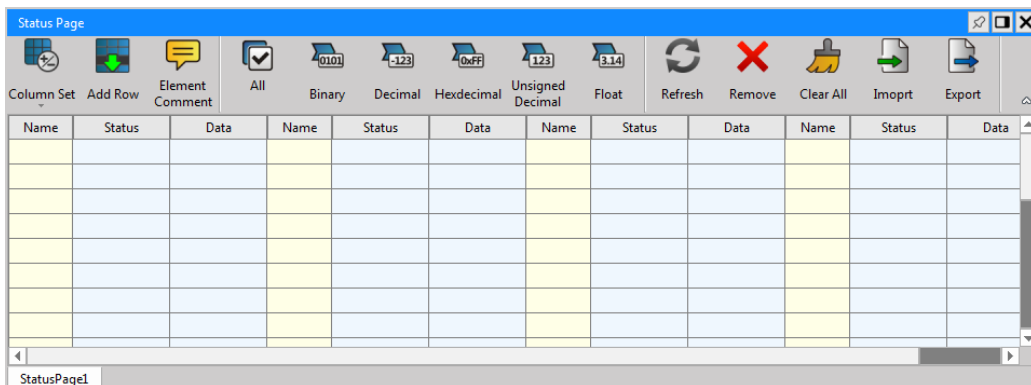 Status Page
Column Set Add Row Element Comment All Binary Decimal Hexdecimal Unsigned Decimal Float Refresh Remove Clear All Imoprt Export
0101 -123 0xFF 123 3.14
Name Status Data Name Status Data Name Status Data Name Status Data
StatusPage1